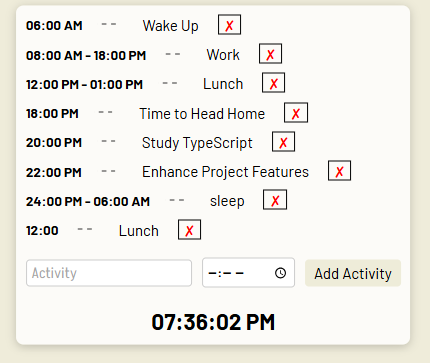 06:00 AM -- Wake Up ✗
08:00 AM - 18:00 PM -- Work ✗
12:00 PM - 01:00 PM -- Lunch ✗
18:00 PM -- Time to Head Home ✗
20:00 PM -- Study TypeScript ✗
22:00 PM -- Enhance Project Features ✗
24:00 PM - 06:00 AM -- sleep ✗
12:00 -- Lunch ✗
Activity --:-- Add Activity
07:36:02 PM